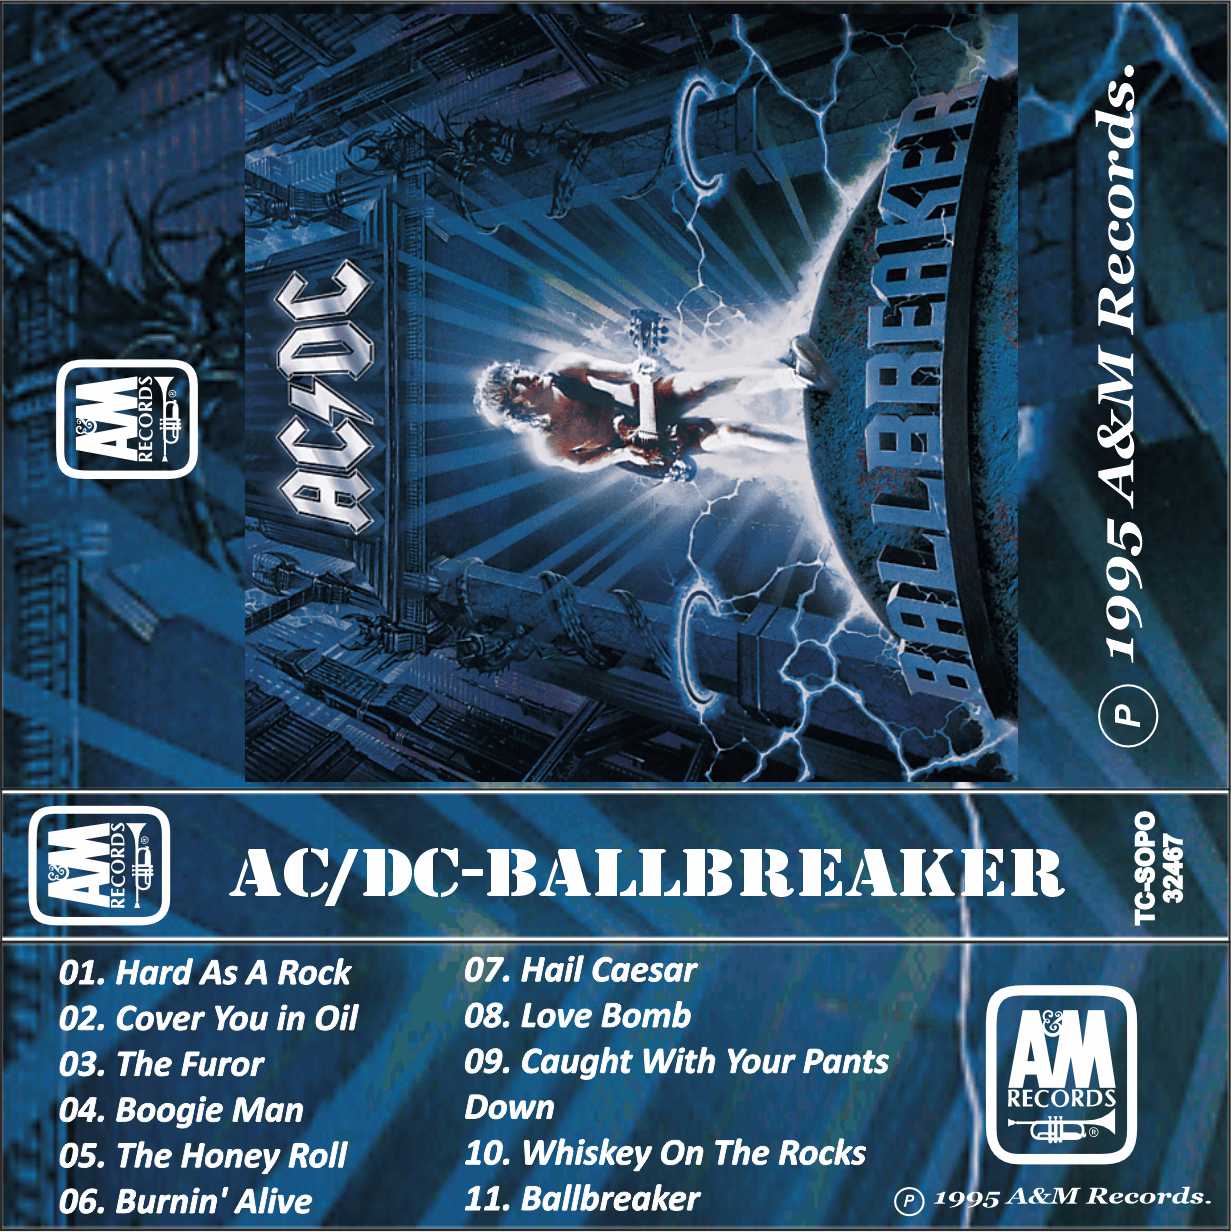 A&M
RECORDS
®
AC/DC
BALLBREAKER
℗ 1995 A&M Records.
A&M
RECORDS
®
AC/DC-BALLBREAKER
TC-SOPO
32467
01. Hard As A Rock
02. Cover You in Oil
03. The Furor
04. Boogie Man
05. The Honey Roll
06. Burnin' Alive
07. Hail Caesar
08. Love Bomb
09. Caught With Your Pants
Down
10. Whiskey On The Rocks
11. Ballbreaker
A&M
RECORDS
®
℗ 1995 A&M Records.